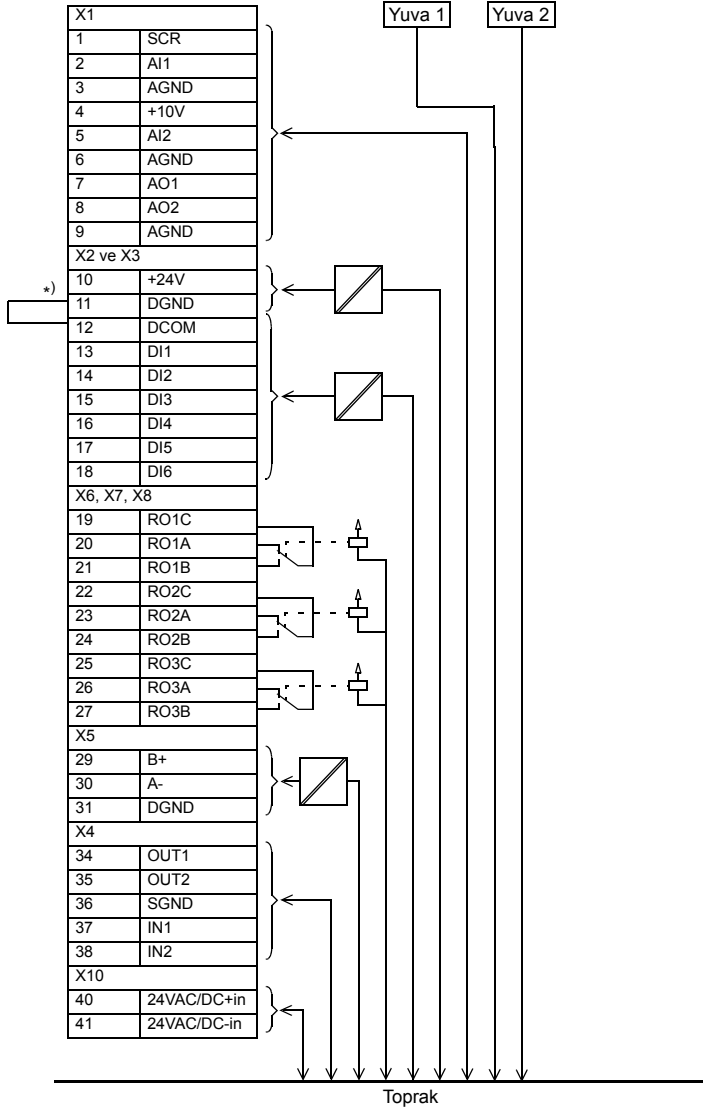 Yuva 1 Yuva 2
X1
1 SCR
2 AI1
3 AGND
4 +10V
5 AI2
6 AGND
7 AO1
8 AO2
9 AGND
X2 ve X3
10 +24V
*)
11 DGND
12 DCOM
13 DI1
14 DI2
15 DI3
16 DI4
17 DI5
18 DI6
X6, X7, X8
19 RO1C
20 RO1A
21 RO1B
22 RO2C
23 RO2A
24 RO2B
25 RO3C
26 RO3A
27 RO3B
X5
29 B+
30 A-
31 DGND
X4
34 OUT1
35 OUT2
36 SGND
37 IN1
38 IN2
X10
40 24VAC/DC+in
41 24VAC/DC-in
Toprak